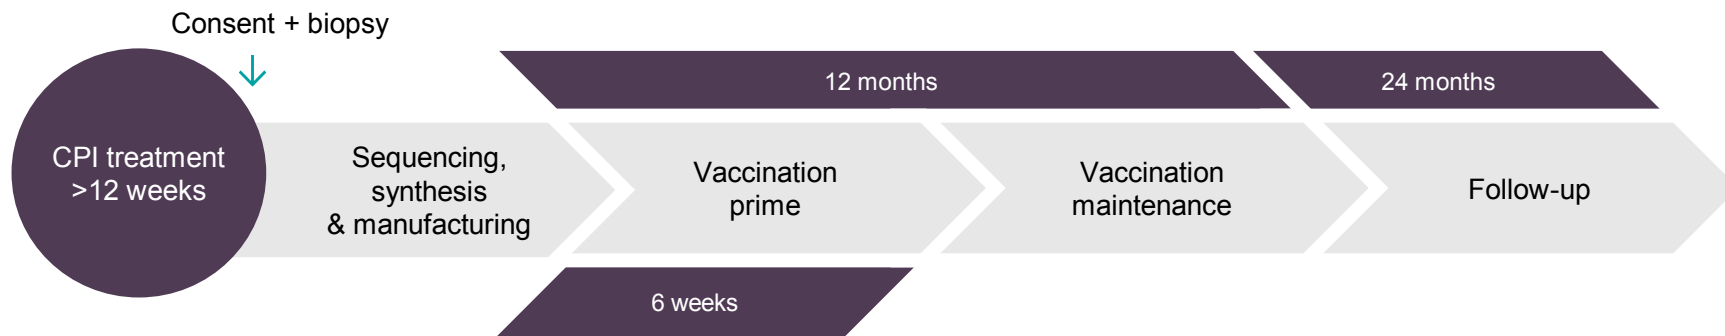 Consent + biopsy
12 months
24 months
CPI treatment
>12 weeks
Sequencing,
synthesis
& manufacturing
Vaccination
prime
Vaccination
maintenance
Follow-up
6 weeks